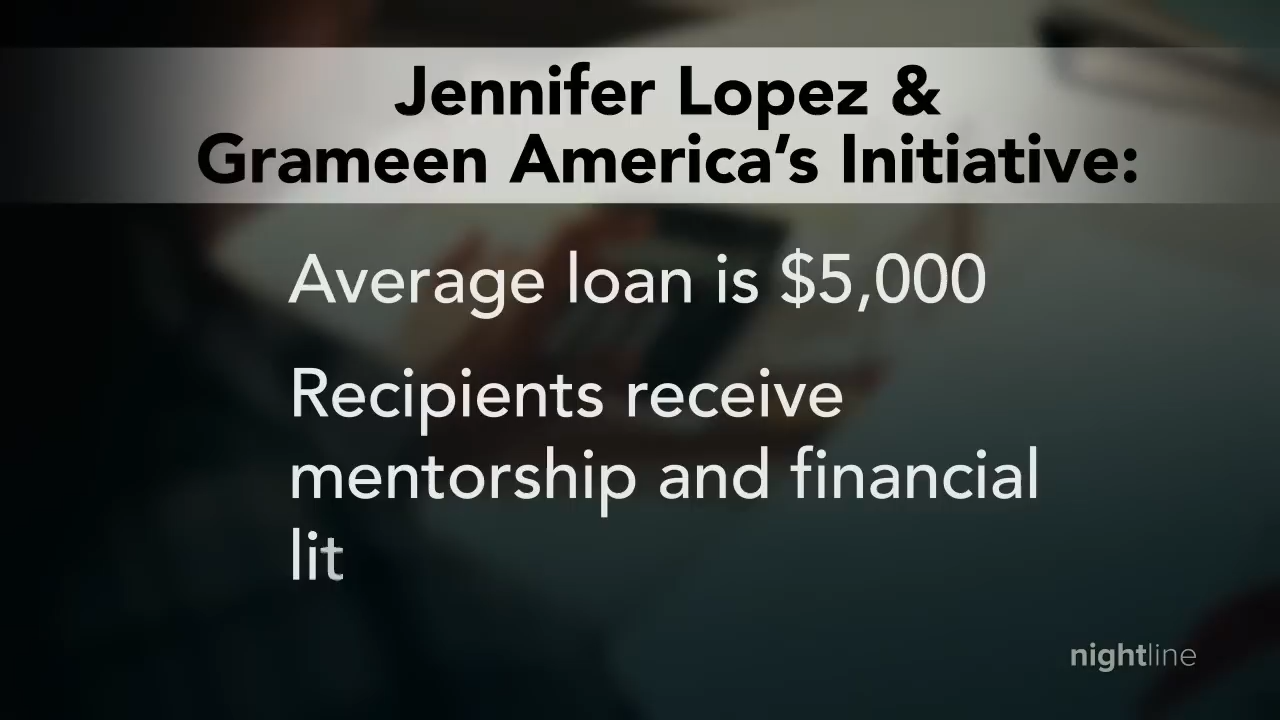 Jennifer Lopez &
Grameen America's Initiative:
Average loan is $5,000
Recipients receive
mentorship and financial
lit
nightline